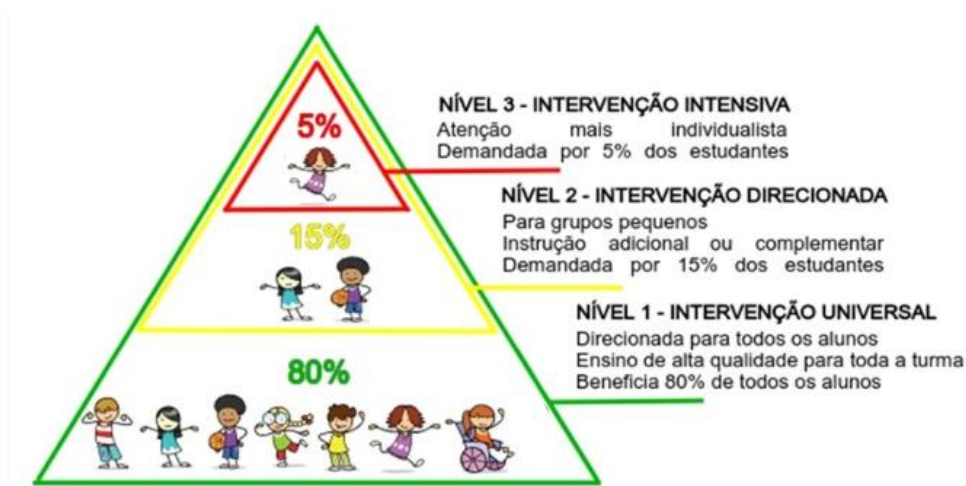 5%
NÍVEL 3 - INTERVENÇÃO INTENSIVA
Atenção mais individualista
Demandada por 5% dos estudantes
15%
NÍVEL 2 - INTERVENÇÃO DIRECIONADA
Para grupos pequenos
Instrução adicional ou complementar
Demandada por 15% dos estudantes
80%
NÍVEL 1 - INTERVENÇÃO UNIVERSAL
Direcionada para todos os alunos
Ensino de alta qualidade para toda a turma
Beneficia 80% de todos os alunos